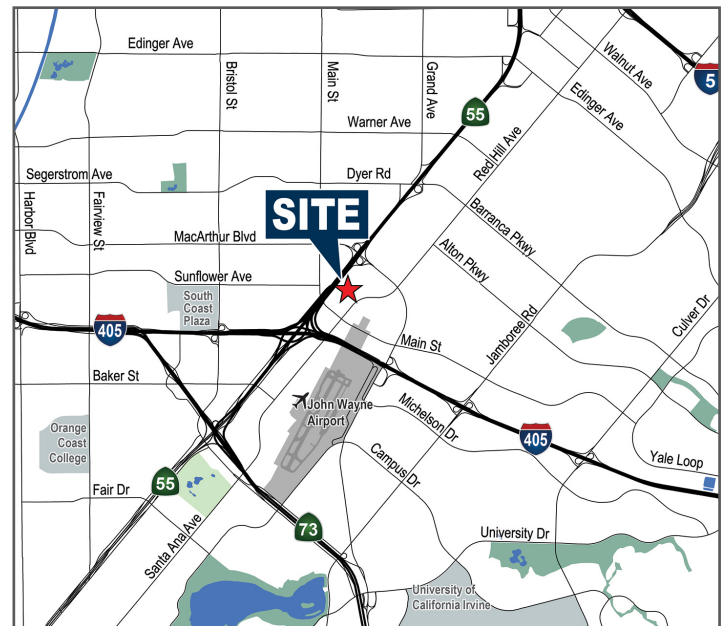 Edinger Ave
Bristol St
Main St
Grand Ave
Walnut Ave
5
Edinger Ave
55
Warner Ave
Red Hill Ave
Segerstrom Ave
Dyer Rd
Harbor Blvd
Fairview St
SITE
Barranca Pkwy
MacArthur Blvd
Alton Pkwy
Sunflower Ave
South
Coast
Plaza
405
Main St
Jamboree Rd
Culver Dr
Baker St
John Wayne
Airport
Michelson Dr
Orange
Coast
College
405
Campus Dr
Yale Loop
55
Fair Dr
73
Santa Ana Ave
University Dr
University of
California Irvine